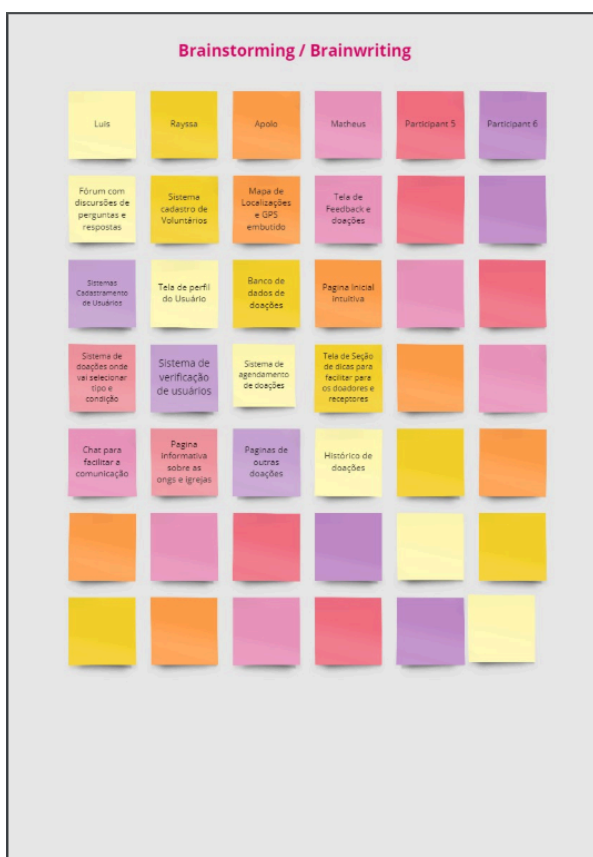 Brainstorming / Brainwriting
Luis
Rayssa
Apolo
Matheus
Participant 5
Participant 6
Fórum com
discursões de
perguntas e
respostas
Sistema
cadastro de
Voluntários
Mapa de
Localizações
e GPS
embutido
Tela de
Feedback e
doações
Sistemas
Cadastramento
de Usuários
Tela de perfil
do Usuário
Banco de
dados de
doações
Pagina Inicial
intuitiva
Sistema de
doações onde
vai selecionar
tipo e
condição
Sistema de
verificação
de usuários
Sistema de
agendamento
de doações
Tela de Seção
de dicas para
facilitar para
os doadores e
receptores
Chat para
facilitar a
comunicação
Pagina
Informativa
sobre as
ongs e igrejas
Paginas de
outras
doações
Histórico de
doações